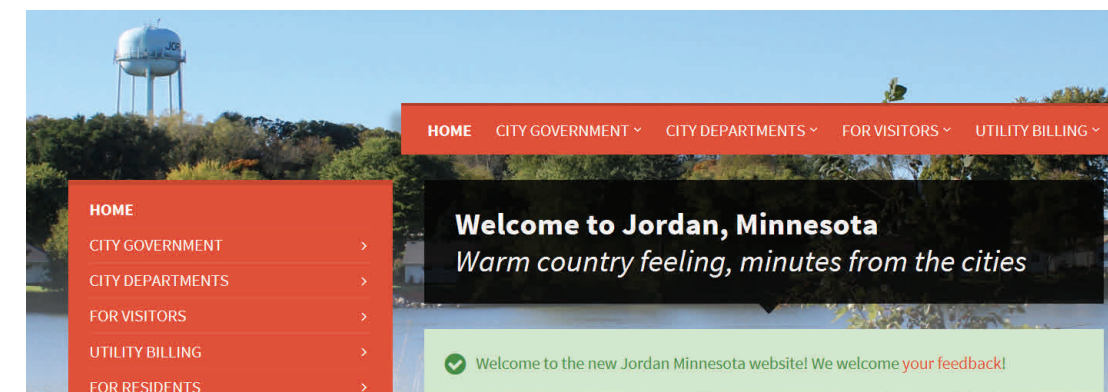 JOR
HOME CITY GOVERNMENT CITY DEPARTMENTS FOR VISITORS UTILITY BILLING
HOME
CITY GOVERNMENT
CITY DEPARTMENTS
FOR VISITORS
UTILITY BILLING
FOR RESIDENTS
Welcome to Jordan, Minnesota
Warm country feeling, minutes from the cities
Welcome to the new Jordan Minnesota website! We welcome your feedback!